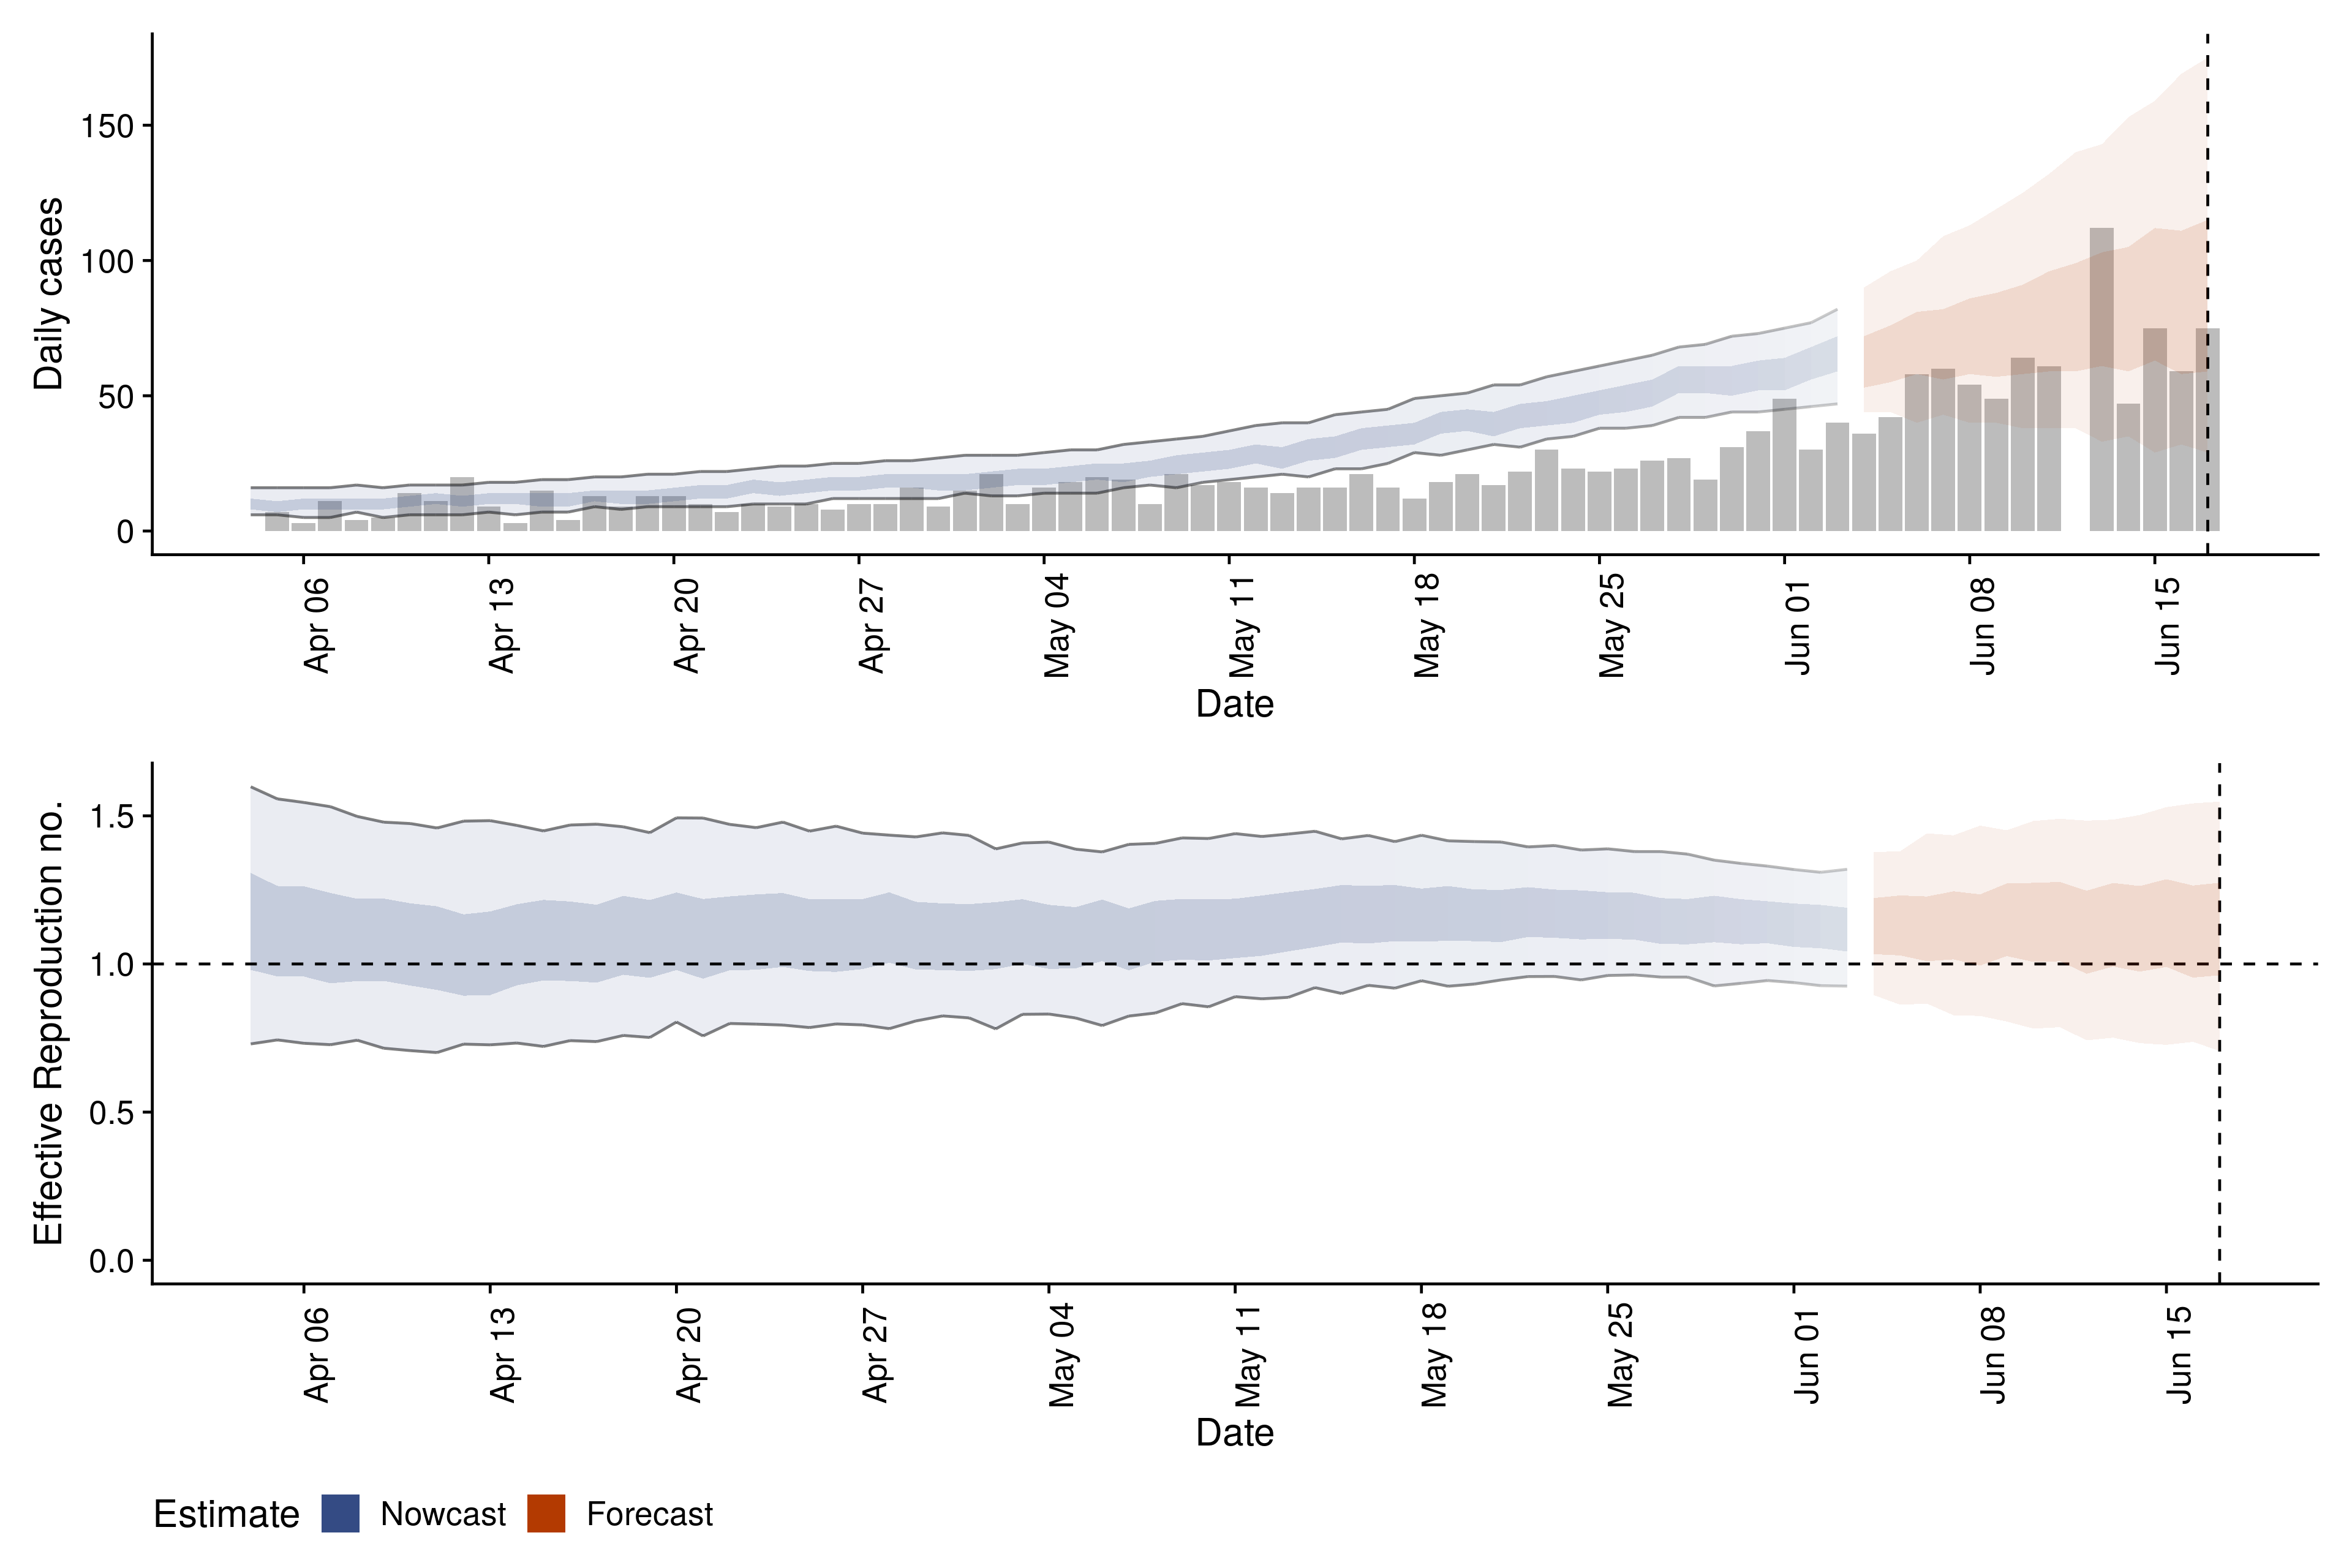 Daily cases
150
100
50
0
Apr 06
Apr 13
Apr 20
Apr 27
May 04
May 11
May 18
May 25
Jun 01
Jun 08
Jun 15
Date
Effective Reproduction no.
1.5
1.0
0.5
0.0
Apr 06
Apr 13
Apr 20
Apr 27
May 04
May 11
May 18
May 25
Jun 01
Jun 08
Jun 15
Date
Estimate Nowcast Forecast